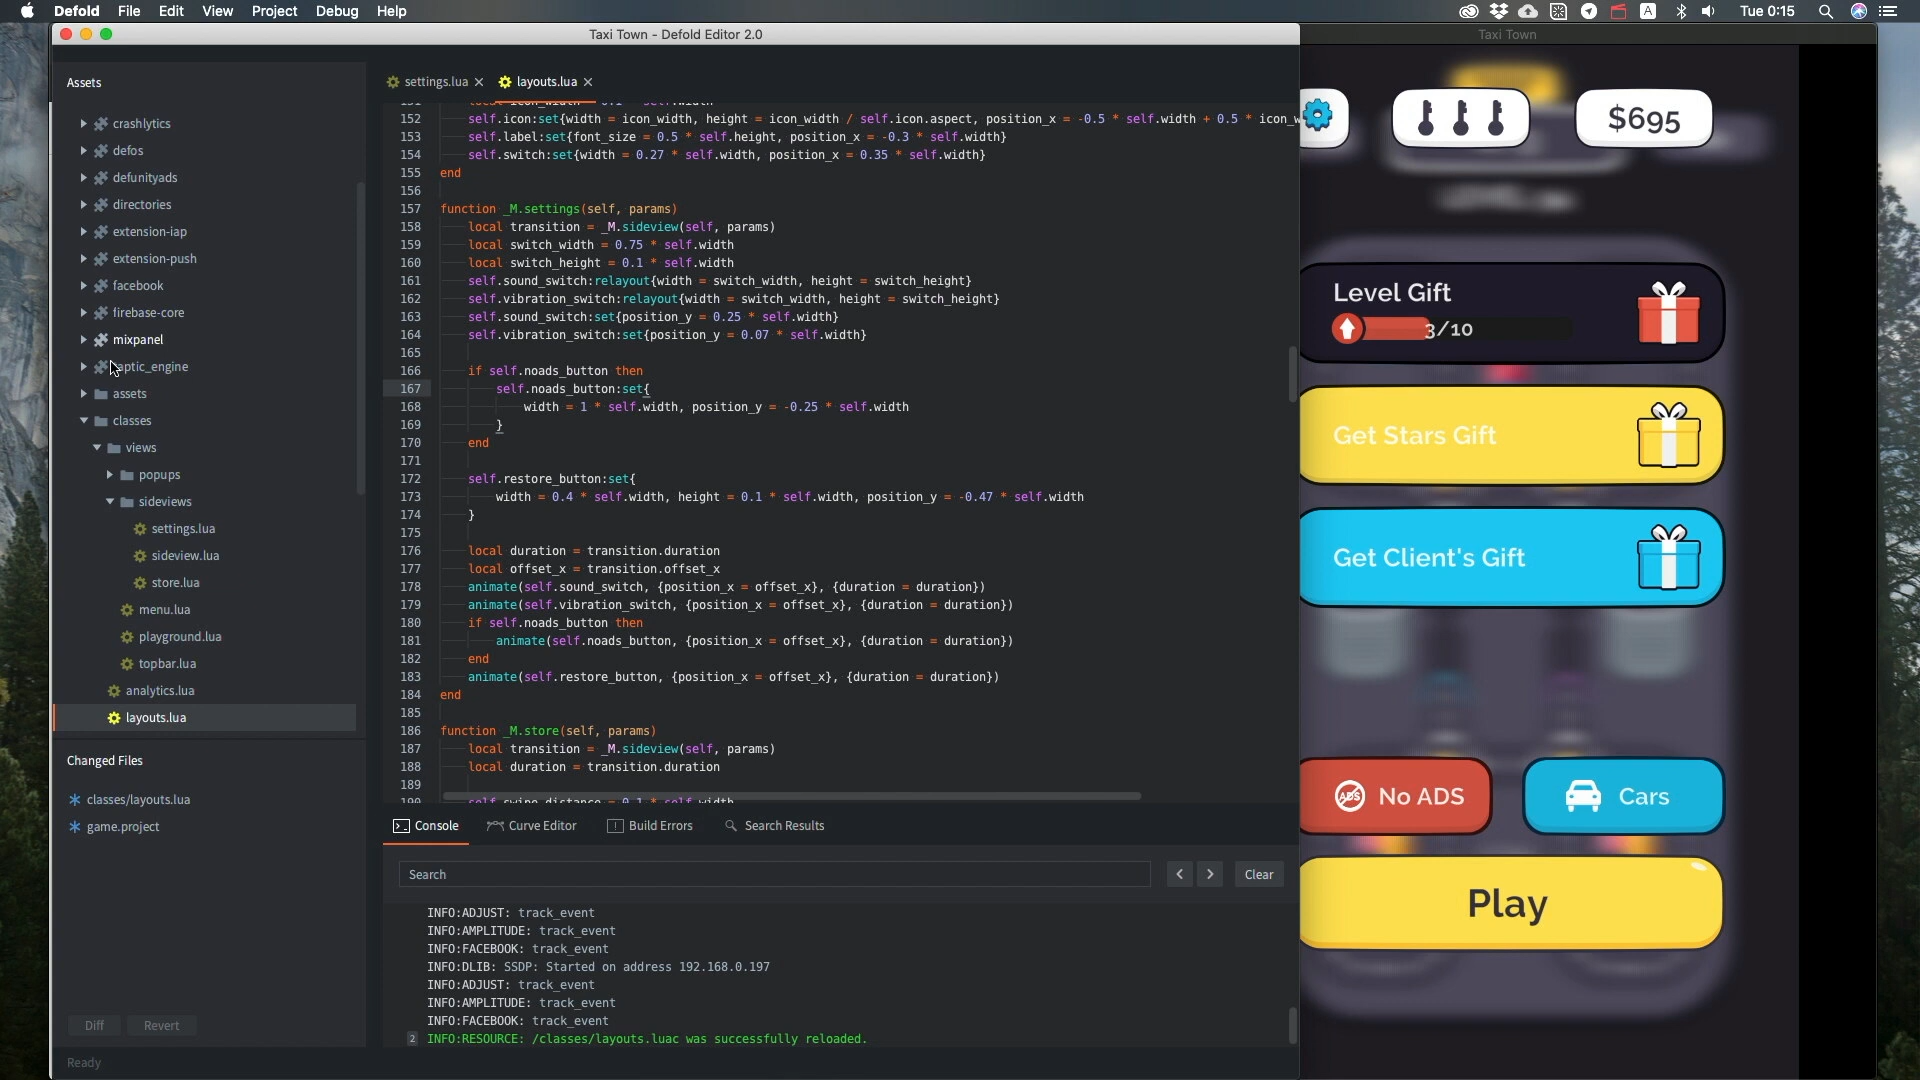 Defold File Edit View Project Debug Help
A Tue 0:15
Taxi Town - Defold Editor 2.0
Taxi Town
Assets
crashlytics
defos
defunityads
directories
extension-iap
extension-push
facebook
firebase-core
mixpanel
aptic_engine
assets
classes
views
popups
sideviews
settings.lua
sideview.lua
store.lua
menu.lua
playground.lua
topbar.lua
analytics.lua
layouts.lua
Changed Files
classes/layouts.lua
game.project
Diff Revert
Ready
settings.lua layouts.lua
152 self.icon:set{width = icon_width, height = icon_width / self.icon.aspect, position_x = -0.5 * self.width + 0.5 * icon_w
153 self.label:set{font_size = 0.5 * self.height, position_x = -0.3 * self.width}
154 self.switch:set{width = 0.27 * self.width, position_x = 0.35 * self.width}
155 end
156
157 function _M.settings(self, params)
158 local transition = _M.sideview(self, params)
159 local switch_width = 0.75 * self.width
160 local switch_height = 0.1 * self.width
161 self.sound_switch:relayout{width = switch_width, height = switch_height}
162 self.vibration_switch:relayout{width = switch_width, height = switch_height}
163 self.sound_switch:set{position_y = 0.25 * self.width}
164 self.vibration_switch:set{position_y = 0.07 * self.width}
165
166 if self.noads_button then
167 self.noads_button:set{
168 width = 1 * self.width, position_y = -0.25 * self.width
169 }
170 end
171
172 self.restore_button:set{
173 width = 0.4 * self.width, height = 0.1 * self.width, position_y = -0.47 * self.width
174 }
175
176 local duration = transition.duration
177 local offset_x = transition.offset_x
178 animate(self.sound_switch, {position_x = offset_x}, {duration = duration})
179 animate(self.vibration_switch, {position_x = offset_x}, {duration = duration})
180 if self.noads_button then
181 animate(self.noads_button, {position_x = offset_x}, {duration = duration})
182 end
183 animate(self.restore_button, {position_x = offset_x}, {duration = duration})
184 end
185
186 function _M.store(self, params)
187 local transition = _M.sideview(self, params)
188 local duration = transition.duration
189
190 self.swipe_distance = 0.1 * self.width
Console Curve Editor Build Errors Search Results
Search < > Clear
INFO:ADJUST: track_event
INFO:AMPLITUDE: track_event
INFO:FACEBOOK: track_event
INFO:DLIB: SSDP: Started on address 192.168.0.197
INFO:ADJUST: track_event
INFO:AMPLITUDE: track_event
INFO:FACEBOOK: track_event
2 INFO:RESOURCE: /classes/layouts.luac was successfully reloaded.
$695
Level Gift
3/10
Get Stars Gift
Get Client's Gift
ADS No ADS
Cars
Play